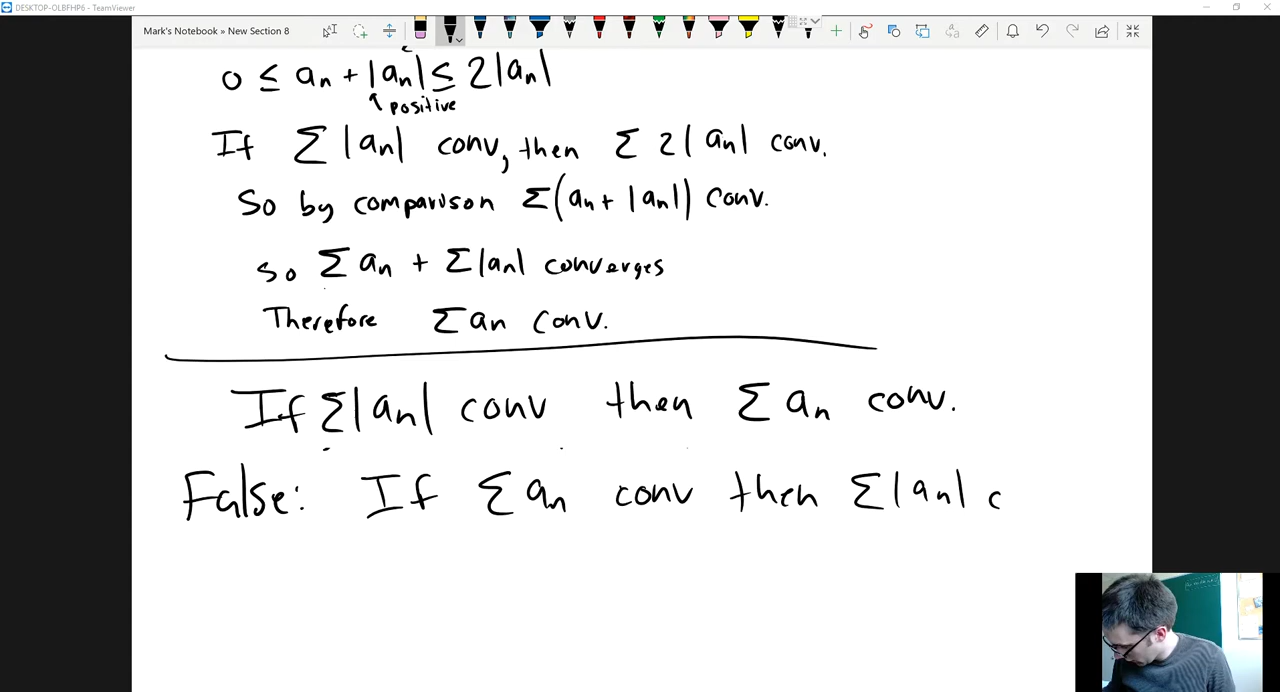 DESKTOP-OLBFHP6 - TeamViewer
Mark's Notebook » New Section 8
0 ≤ an + |an| ≤ 2|an|
↑ positive
If Σ |an| conv, then Σ 2|an| conv.
So by comparison Σ(an + |an|) conv.
so Σ an + Σ|an| converges
Therefore Σ an conv.
If Σ|an| conv then Σ an conv.
False: If Σ an conv then Σ|an| c